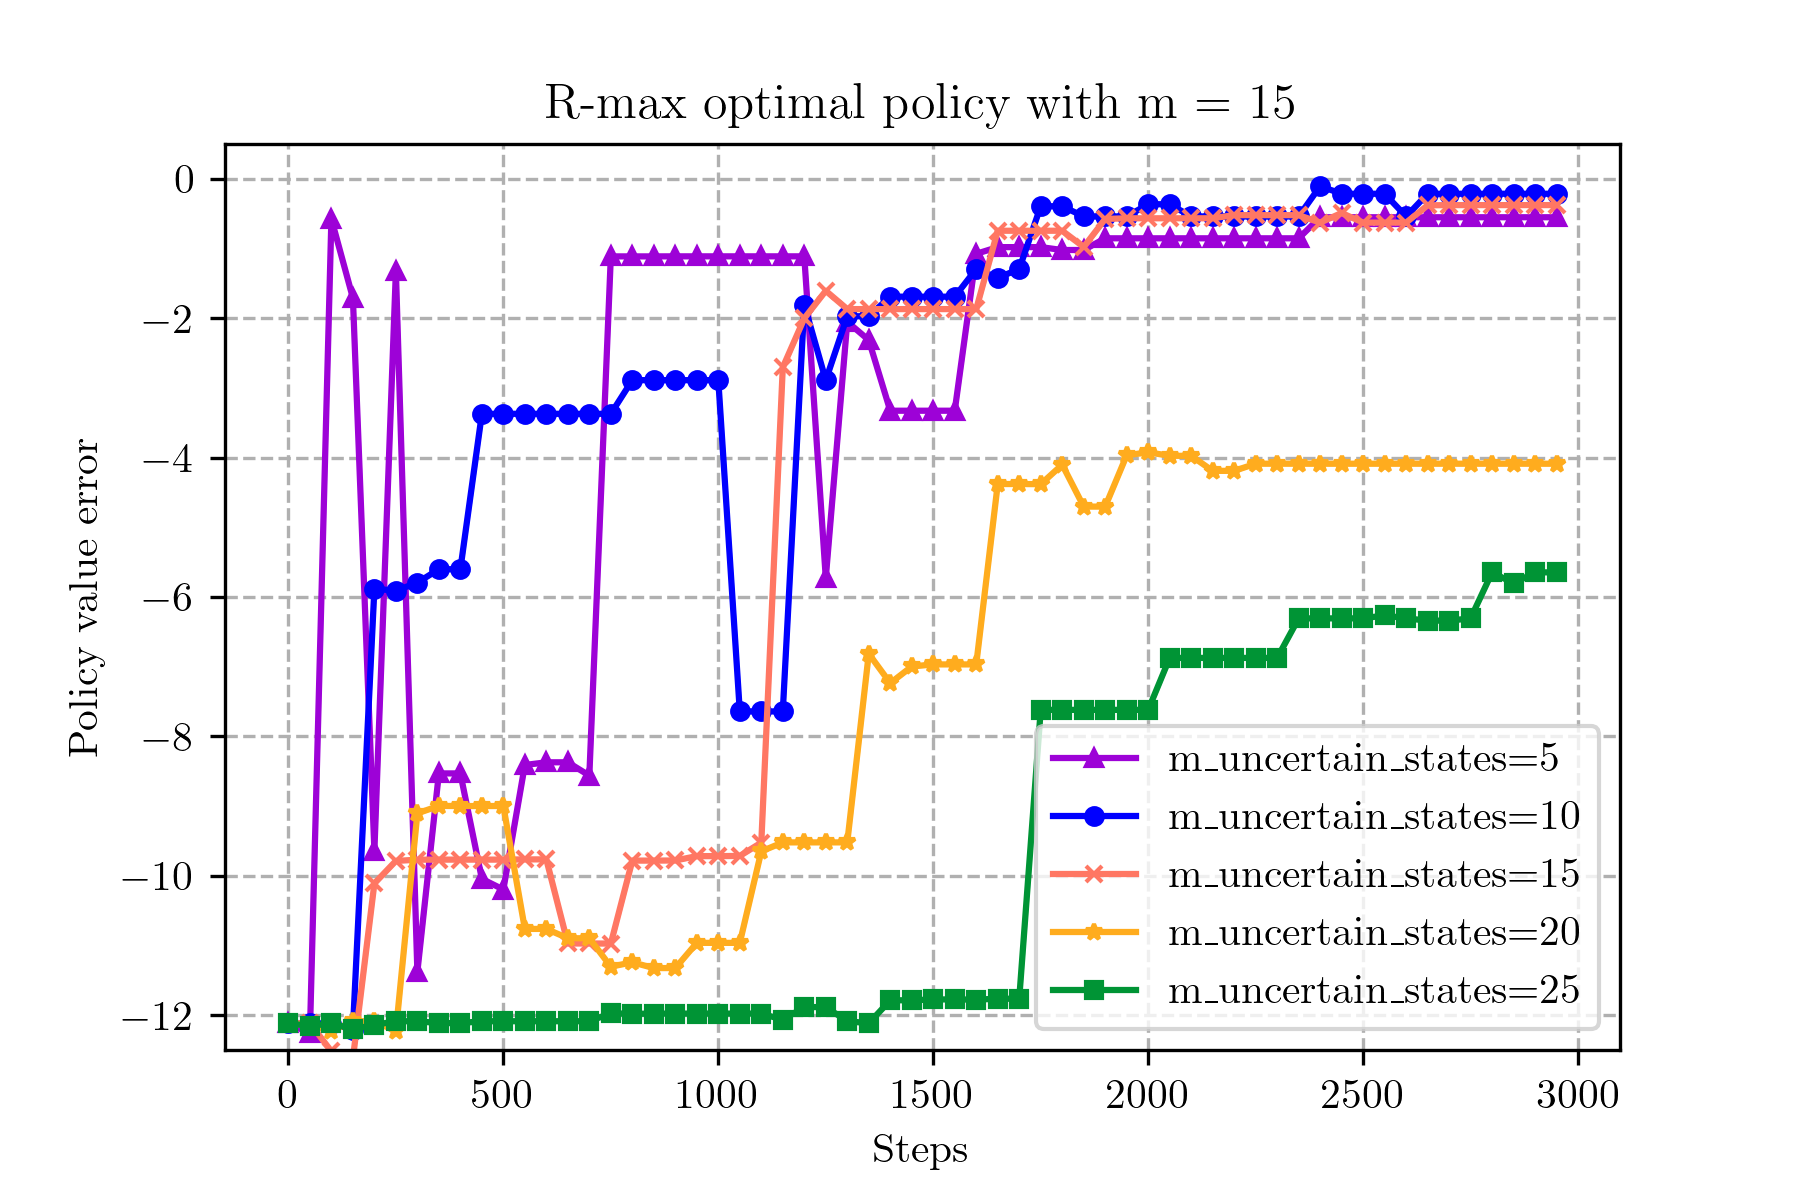 R-max optimal policy with m = 15
0
−2
−4
−6
−8
−10
−12
Policy value error
m_uncertain_states=5
m_uncertain_states=10
m_uncertain_states=15
m_uncertain_states=20
m_uncertain_states=25
0 500 1000 1500 2000 2500 3000
Steps